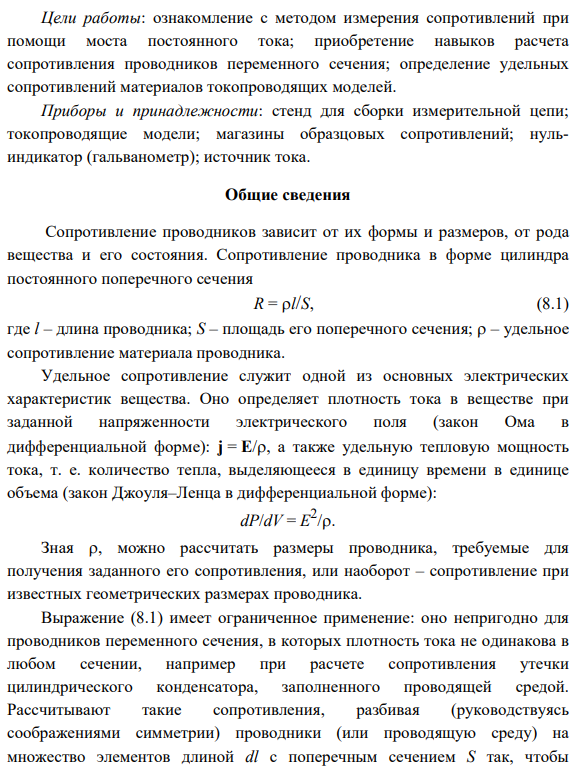 Цели работы: ознакомление с методом измерения сопротивлений при
помощи моста постоянного тока; приобретение навыков расчета
сопротивления проводников переменного сечения; определение удельных
сопротивлений материалов токопроводящих моделей.
Приборы и принадлежности: стенд для сборки измерительной цепи;
токопроводящие модели; магазины образцовых сопротивлений; нуль-
индикатор (гальванометр); источник тока.
Общие сведения
Сопротивление проводников зависит от их формы и размеров, от рода
вещества и его состояния. Сопротивление проводника в форме цилиндра
постоянного поперечного сечения
R = ρl/S, (8.1)
где l – длина проводника; S – площадь его поперечного сечения; ρ – удельное
сопротивление материала проводника.
Удельное сопротивление служит одной из основных электрических
характеристик вещества. Оно определяет плотность тока в веществе при
заданной напряженности электрического поля (закон Ома в
дифференциальной форме): j = E/ρ, а также удельную тепловую мощность
тока, т. е. количество тепла, выделяющееся в единицу времени в единице
объема (закон Джоуля–Ленца в дифференциальной форме):
dP/dV = E²/ρ.
Зная ρ, можно рассчитать размеры проводника, требуемые для
получения заданного его сопротивления, или наоборот – сопротивление при
известных геометрических размерах проводника.
Выражение (8.1) имеет ограниченное применение: оно непригодно для
проводников переменного сечения, в которых плотность тока не одинакова в
любом сечении, например при расчете сопротивления утечки
цилиндрического конденсатора, заполненного проводящей средой.
Рассчитывают такие сопротивления, разбивая (руководствуясь
соображениями симметрии) проводники (или проводящую среду) на
множество элементов длиной dl с поперечным сечением S так, чтобы